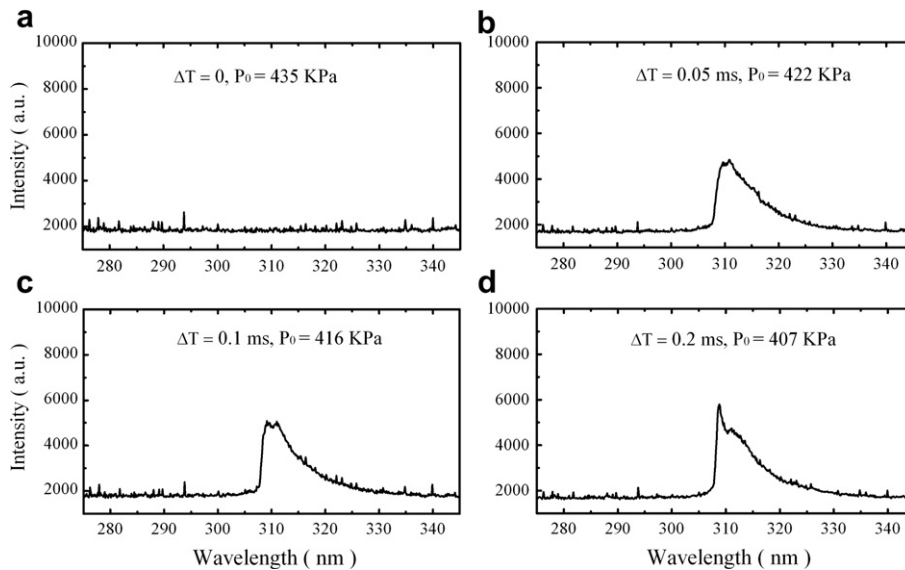 a
10000
8000
6000
4000
2000
Intensity ( a.u. )
ΔT = 0, P₀ = 435 KPa
280 290 300 310 320 330 340
b
10000
8000
6000
4000
2000
ΔT = 0.05 ms, P₀ = 422 KPa
280 290 300 310 320 330 340
c
10000
8000
6000
4000
2000
Intensity ( a.u. )
ΔT = 0.1 ms, P₀ = 416 KPa
280 290 300 310 320 330 340
Wavelength ( nm )
d
10000
8000
6000
4000
2000
ΔT = 0.2 ms, P₀ = 407 KPa
280 290 300 310 320 330 340
Wavelength ( nm )